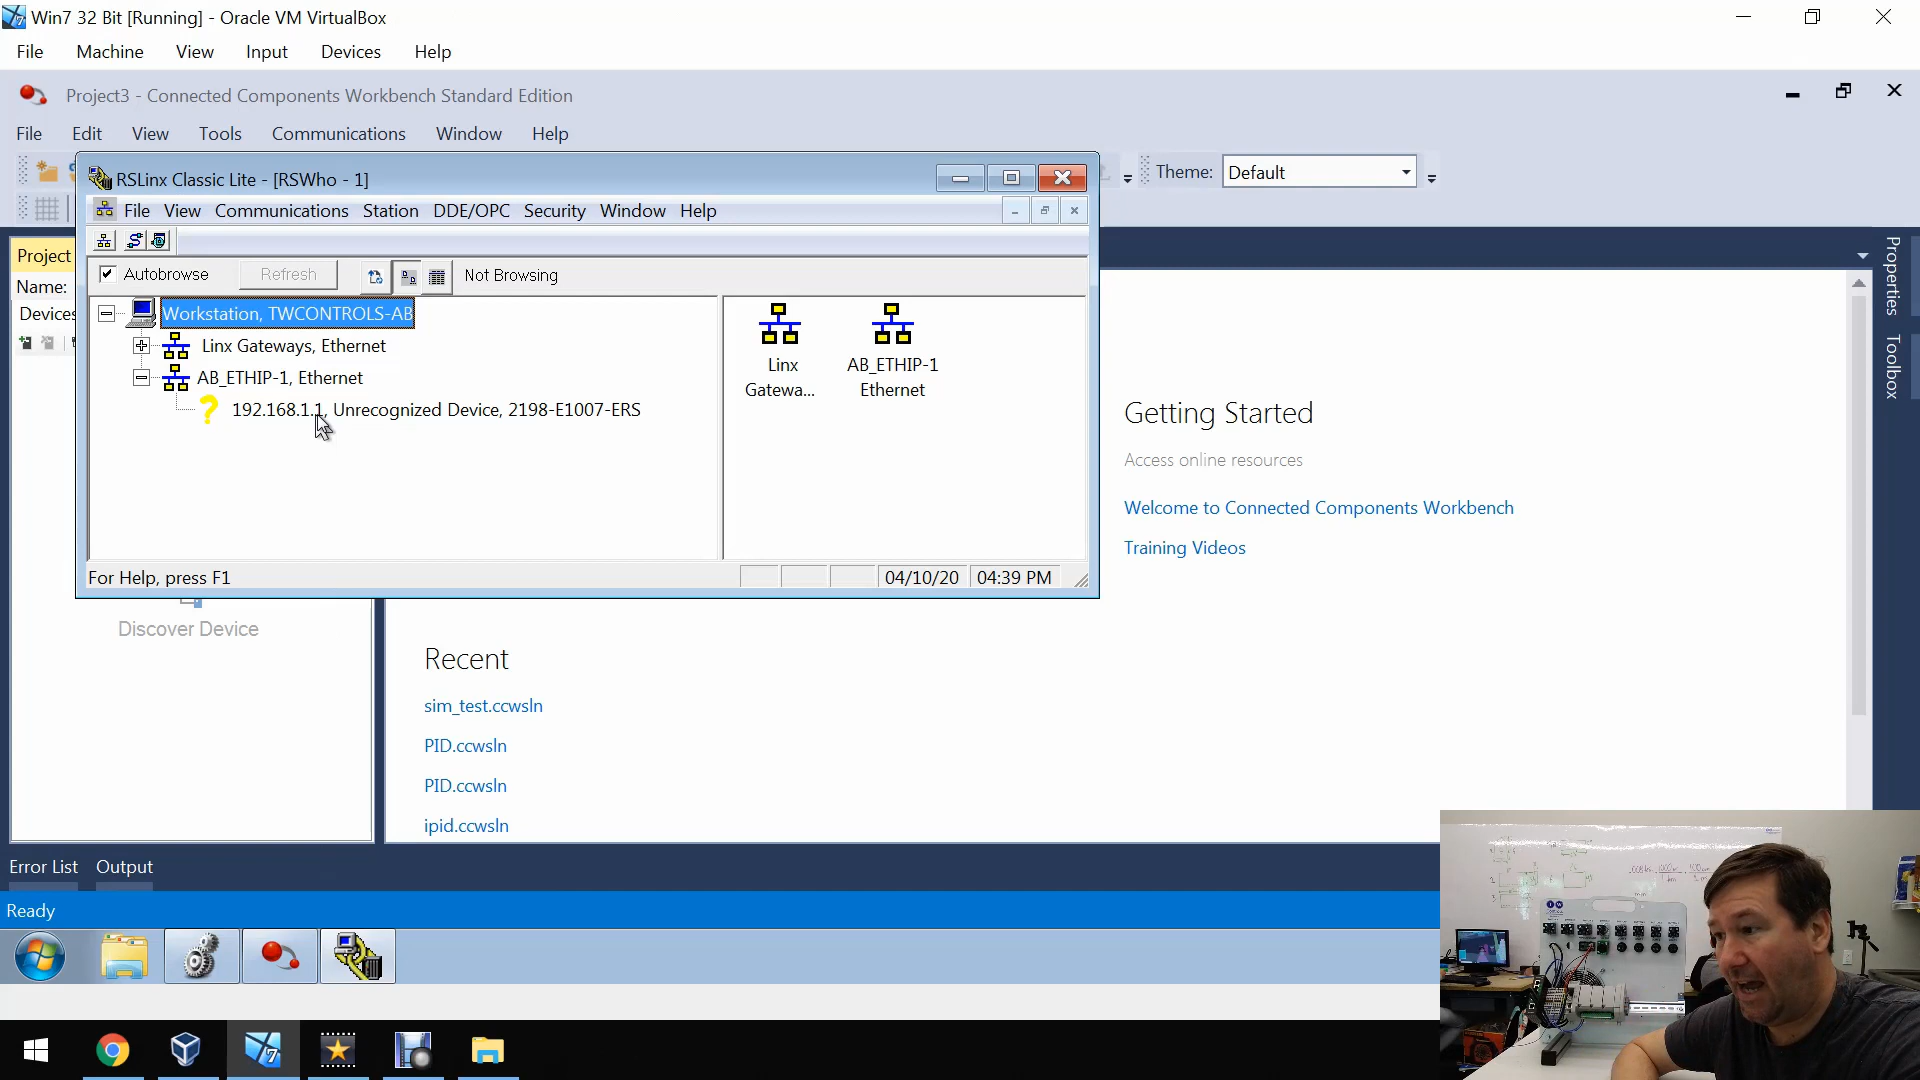 Win7 32 Bit [Running] - Oracle VM VirtualBox
File Machine View Input Devices Help
Project3 - Connected Components Workbench Standard Edition
File Edit View Tools Communications Window Help
Theme: Default
RSLinx Classic Lite - [RSWho - 1]
File View Communications Station DDE/OPC Security Window Help
Autobrowse Refresh Not Browsing
Workstation, TWCONTROLS-AB
Linx Gateways, Ethernet
AB_ETHIP-1, Ethernet
192.168.1.1, Unrecognized Device, 2198-E1007-ERS
Linx
Gatewa...
AB_ETHIP-1
Ethernet
For Help, press F1 04/10/20 04:39 PM
Project
Name:
Devices
Discover Device
Properties
Toolbox
Getting Started
Access online resources
Welcome to Connected Components Workbench
Training Videos
Recent
sim_test.ccwsln
PID.ccwsln
PID.ccwsln
ipid.ccwsln
Error List Output
Ready